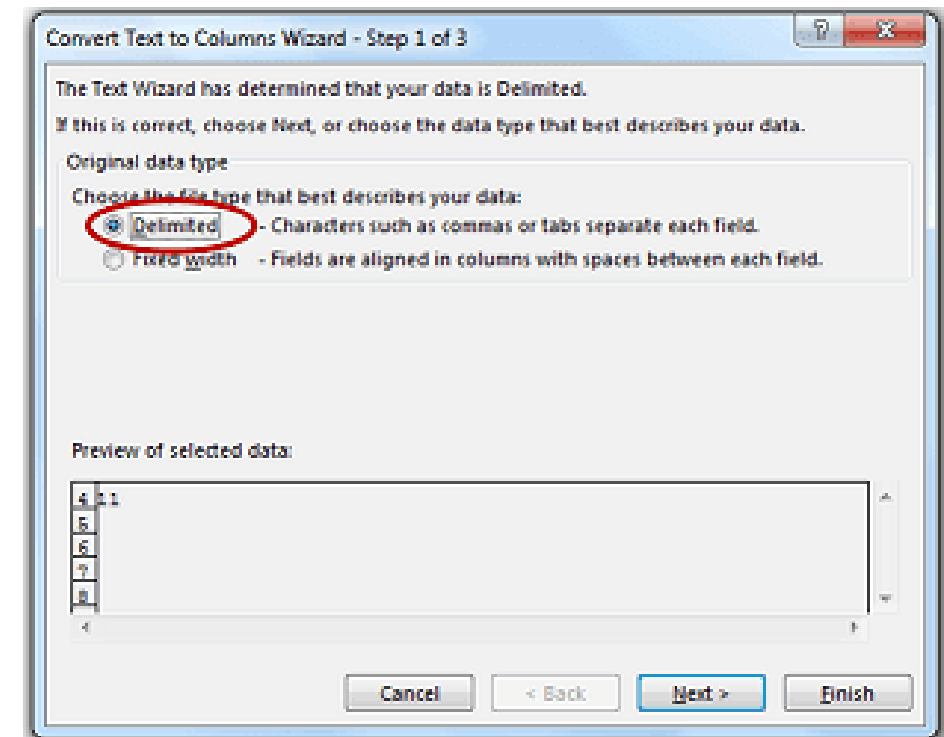 Convert Text to Columns Wizard - Step 1 of 3
The Text Wizard has determined that your data is Delimited.
If this is correct, choose Next, or choose the data type that best describes your data.
Original data type
Choose the file type that best describes your data:
Delimited - Characters such as commas or tabs separate each field.
Fixed width - Fields are aligned in columns with spaces between each field.
Preview of selected data:
4
5
6
7
8
Cancel < Back Next > Finish